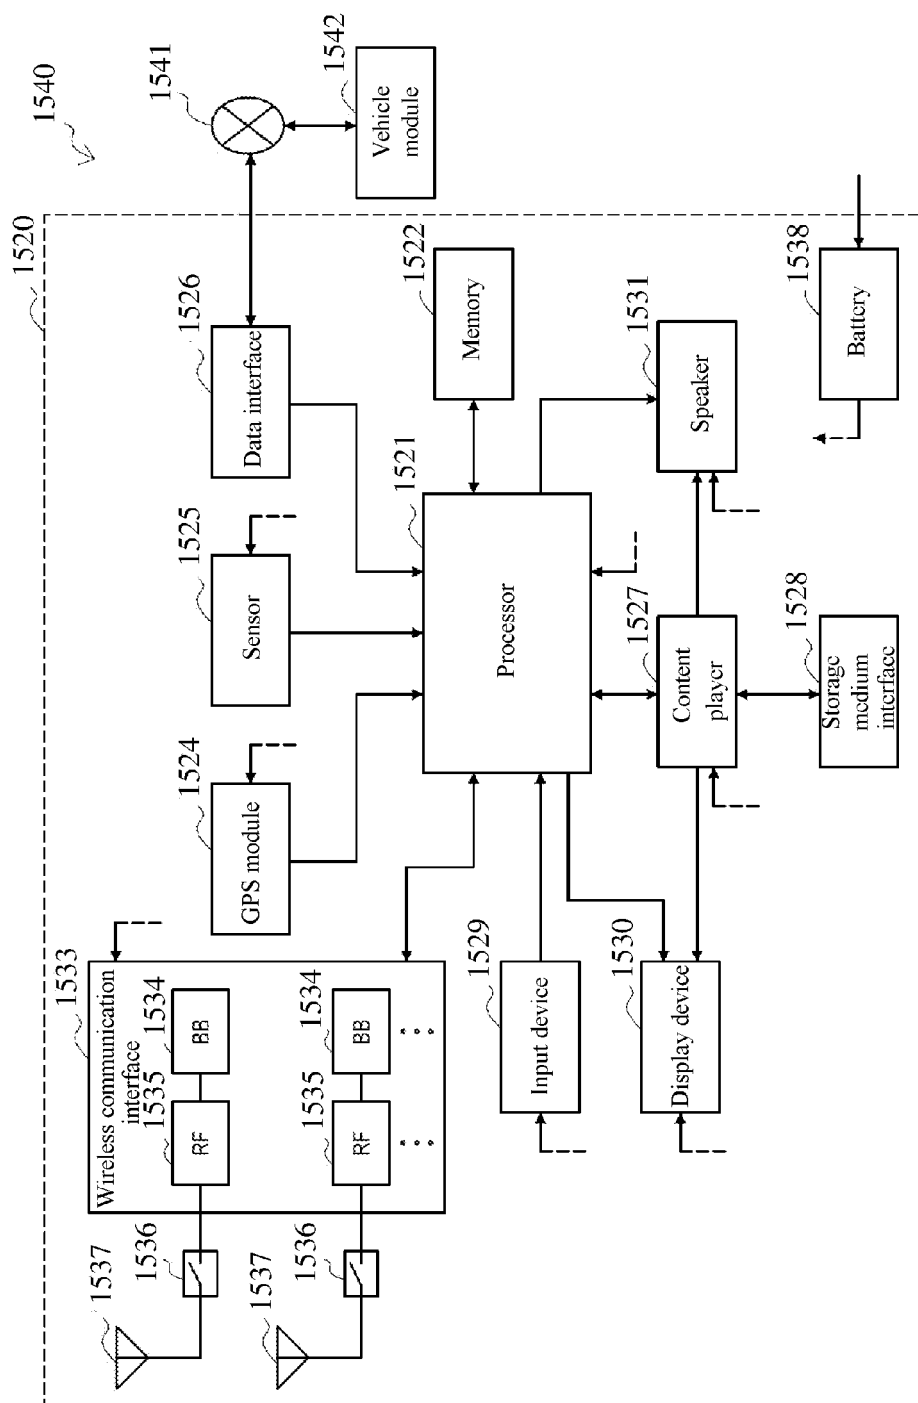 1540
1520
1541
1542
Vehicle
module
1526
Data interface
1522
Memory
1531
Speaker
1538
Battery
1525
Sensor
1521
Processor
1527
Content
player
1528
Storage
medium
interface
1524
GPS module
1533
Wireless communication
interface
1534
BB
1535
RF
1534
BB
1535
RF
1529
Input device
1530
Display device
1536
1537
1536
1537